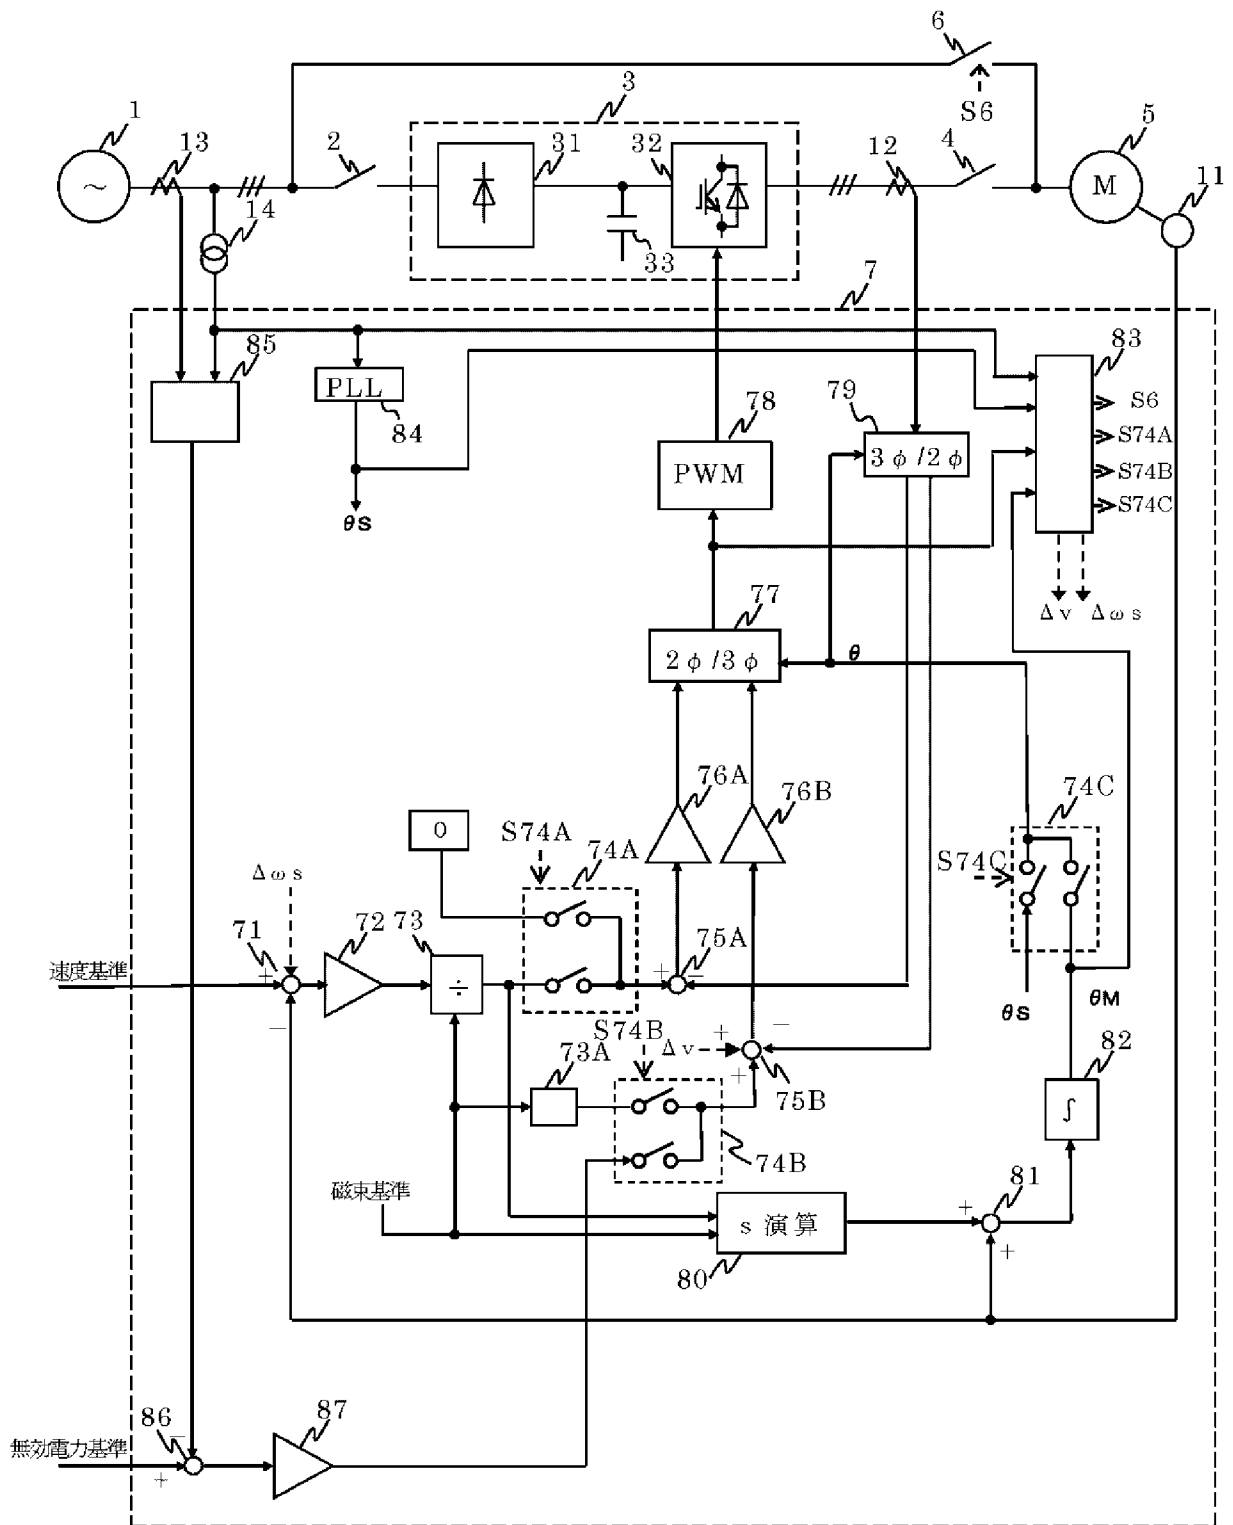 6
S6
3
1
13
2
31
32
12
4
5
11
~
M
14
33
7
85
PLL
84
θS
78
PWM
79
3φ/2φ
83
S6
S74A
S74B
S74C
Δv
Δωs
77
2φ/3φ
θ
76A
76B
74C
S74C
0
S74A
74A
Δωs
71
72
73
75A
速度基準
+
−
÷
+
−
θS
θM
S74B
Δv
+
−
+
73A
75B
74B
82
∫
磁束基準
s 演算
80
81
+
+
86
−
87
無効電力基準
+